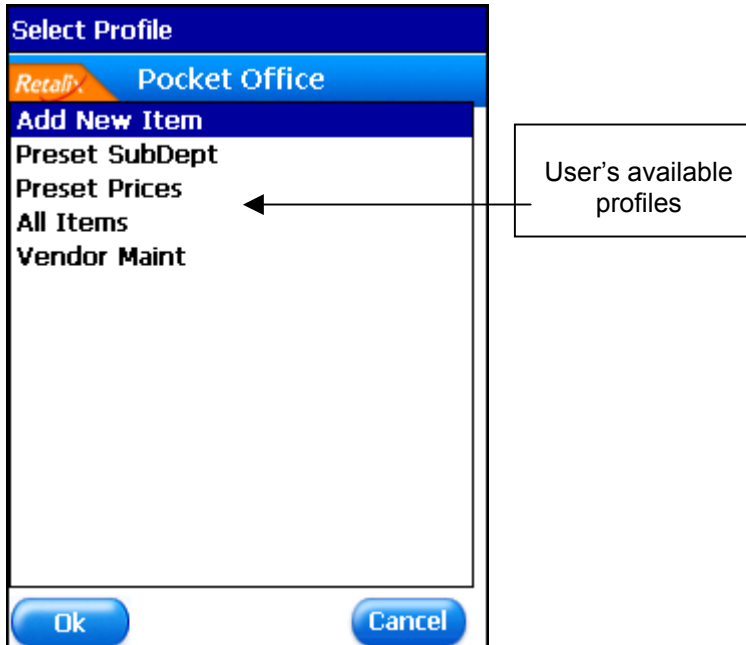 Select Profile
Retalix Pocket Office
Add New Item
Preset SubDept
Preset Prices
All Items
Vendor Maint
User's available
profiles
Ok Cancel